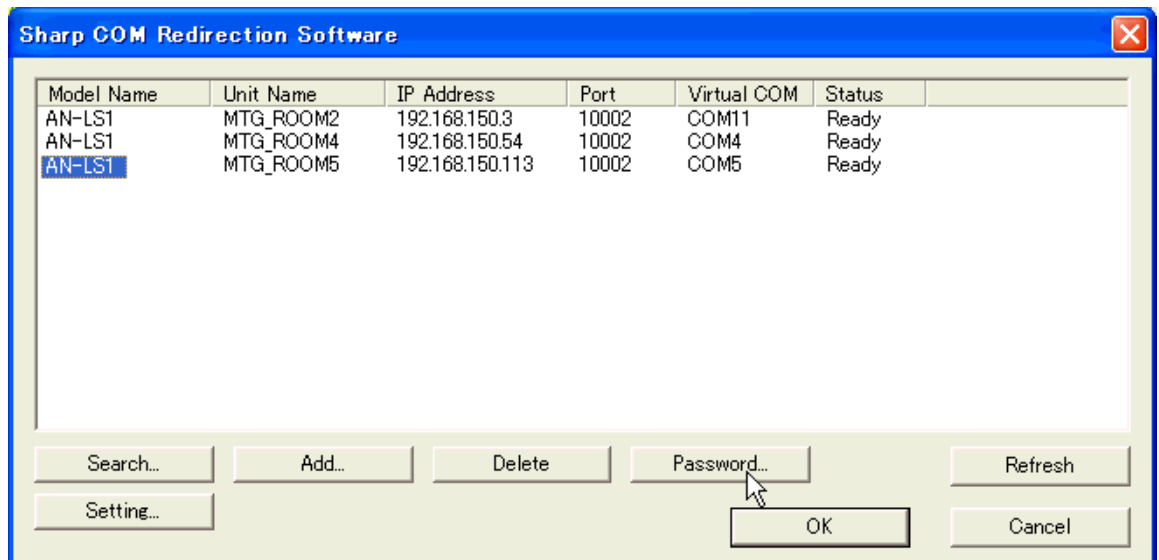 Sharp COM Redirection Software
Model Name Unit Name IP Address Port Virtual COM Status
AN-LS1 MTG_ROOM2 192.168.150.3 10002 COM11 Ready
AN-LS1 MTG_ROOM4 192.168.150.54 10002 COM4 Ready
AN-LS1 MTG_ROOM5 192.168.150.113 10002 COM5 Ready
Search... Add... Delete Password... Refresh
Setting... OK Cancel